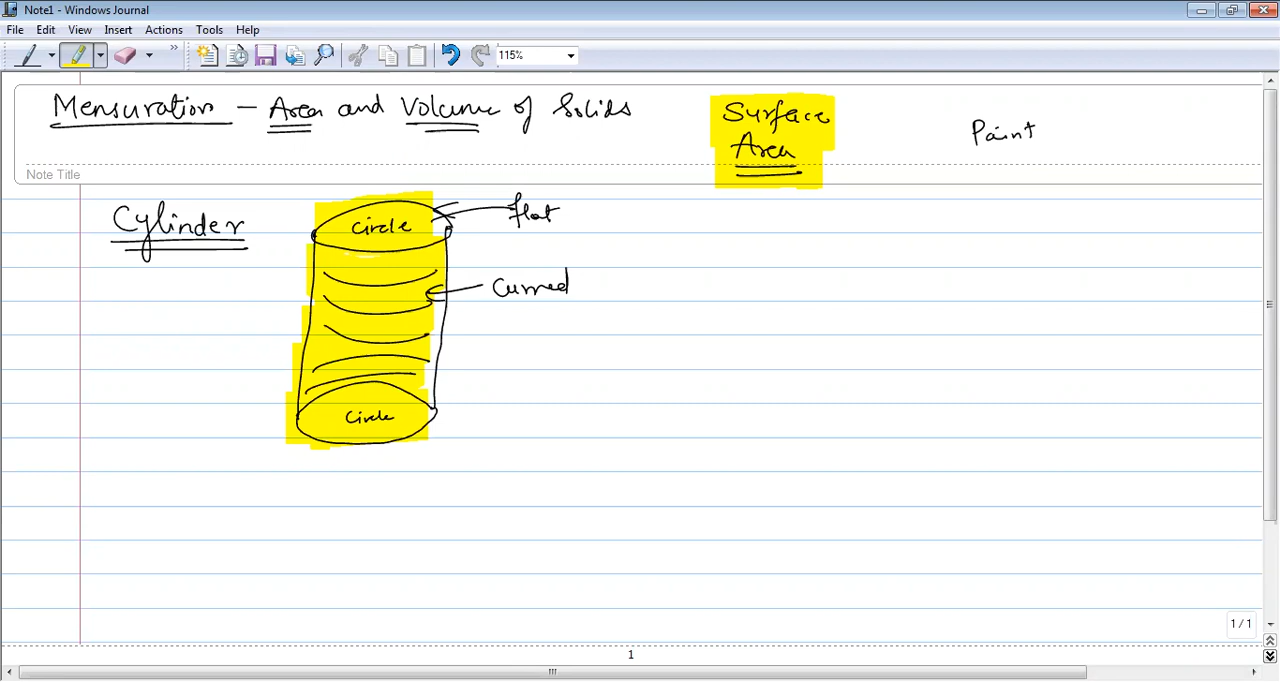 Note1 - Windows Journal
File Edit View Insert Actions Tools Help
115%
Mensuration - Area and Volume of Solids
Surface
Area
Paint
Note Title
Cylinder
Circle
flat
Curved
Circle
1 / 1
1